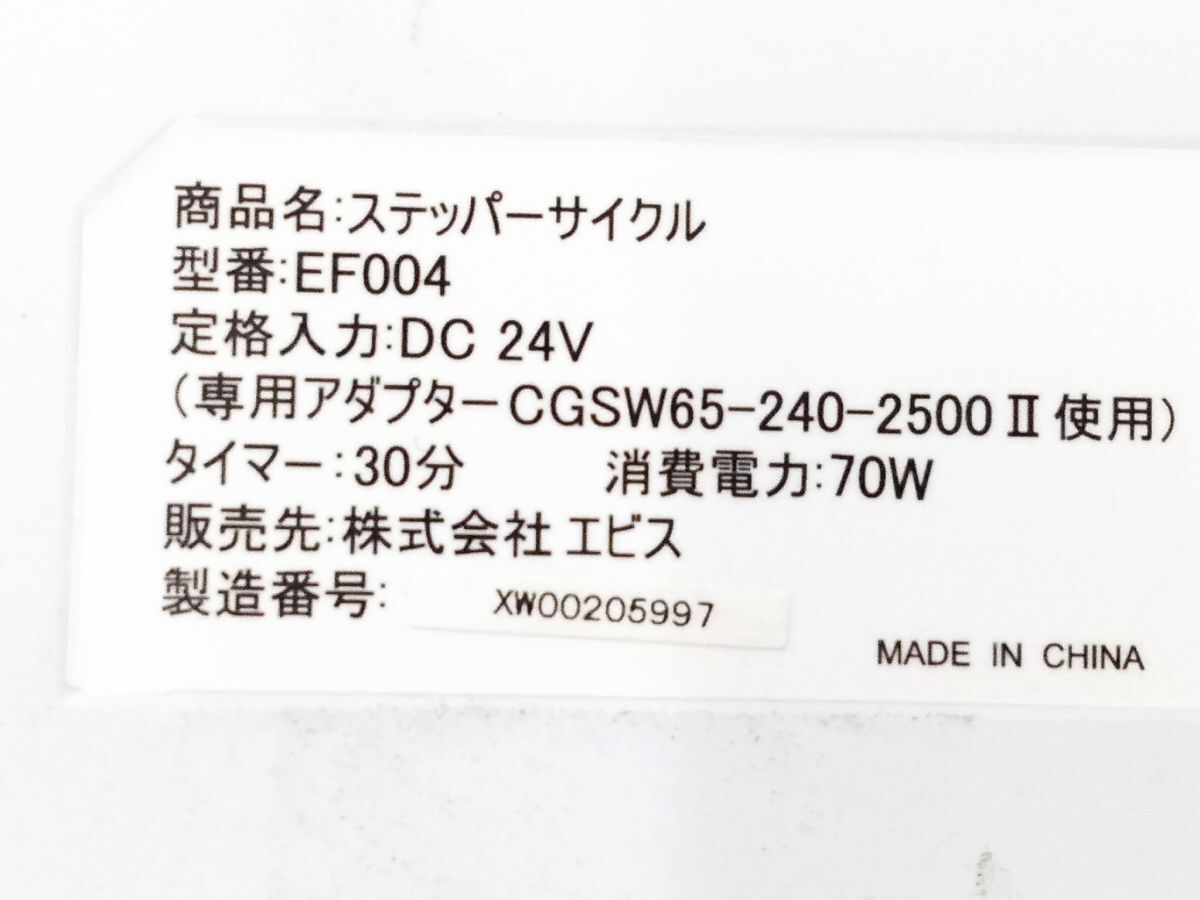 商品名:ステッパーサイクル
型番:EF004
定格入力:DC 24V
(専用アダプターCGSW65-240-2500Ⅱ使用)
タイマー:30分 消費電力:70W
販売先:株式会社エビス
製造番号: XW00205997
MADE IN CHINA